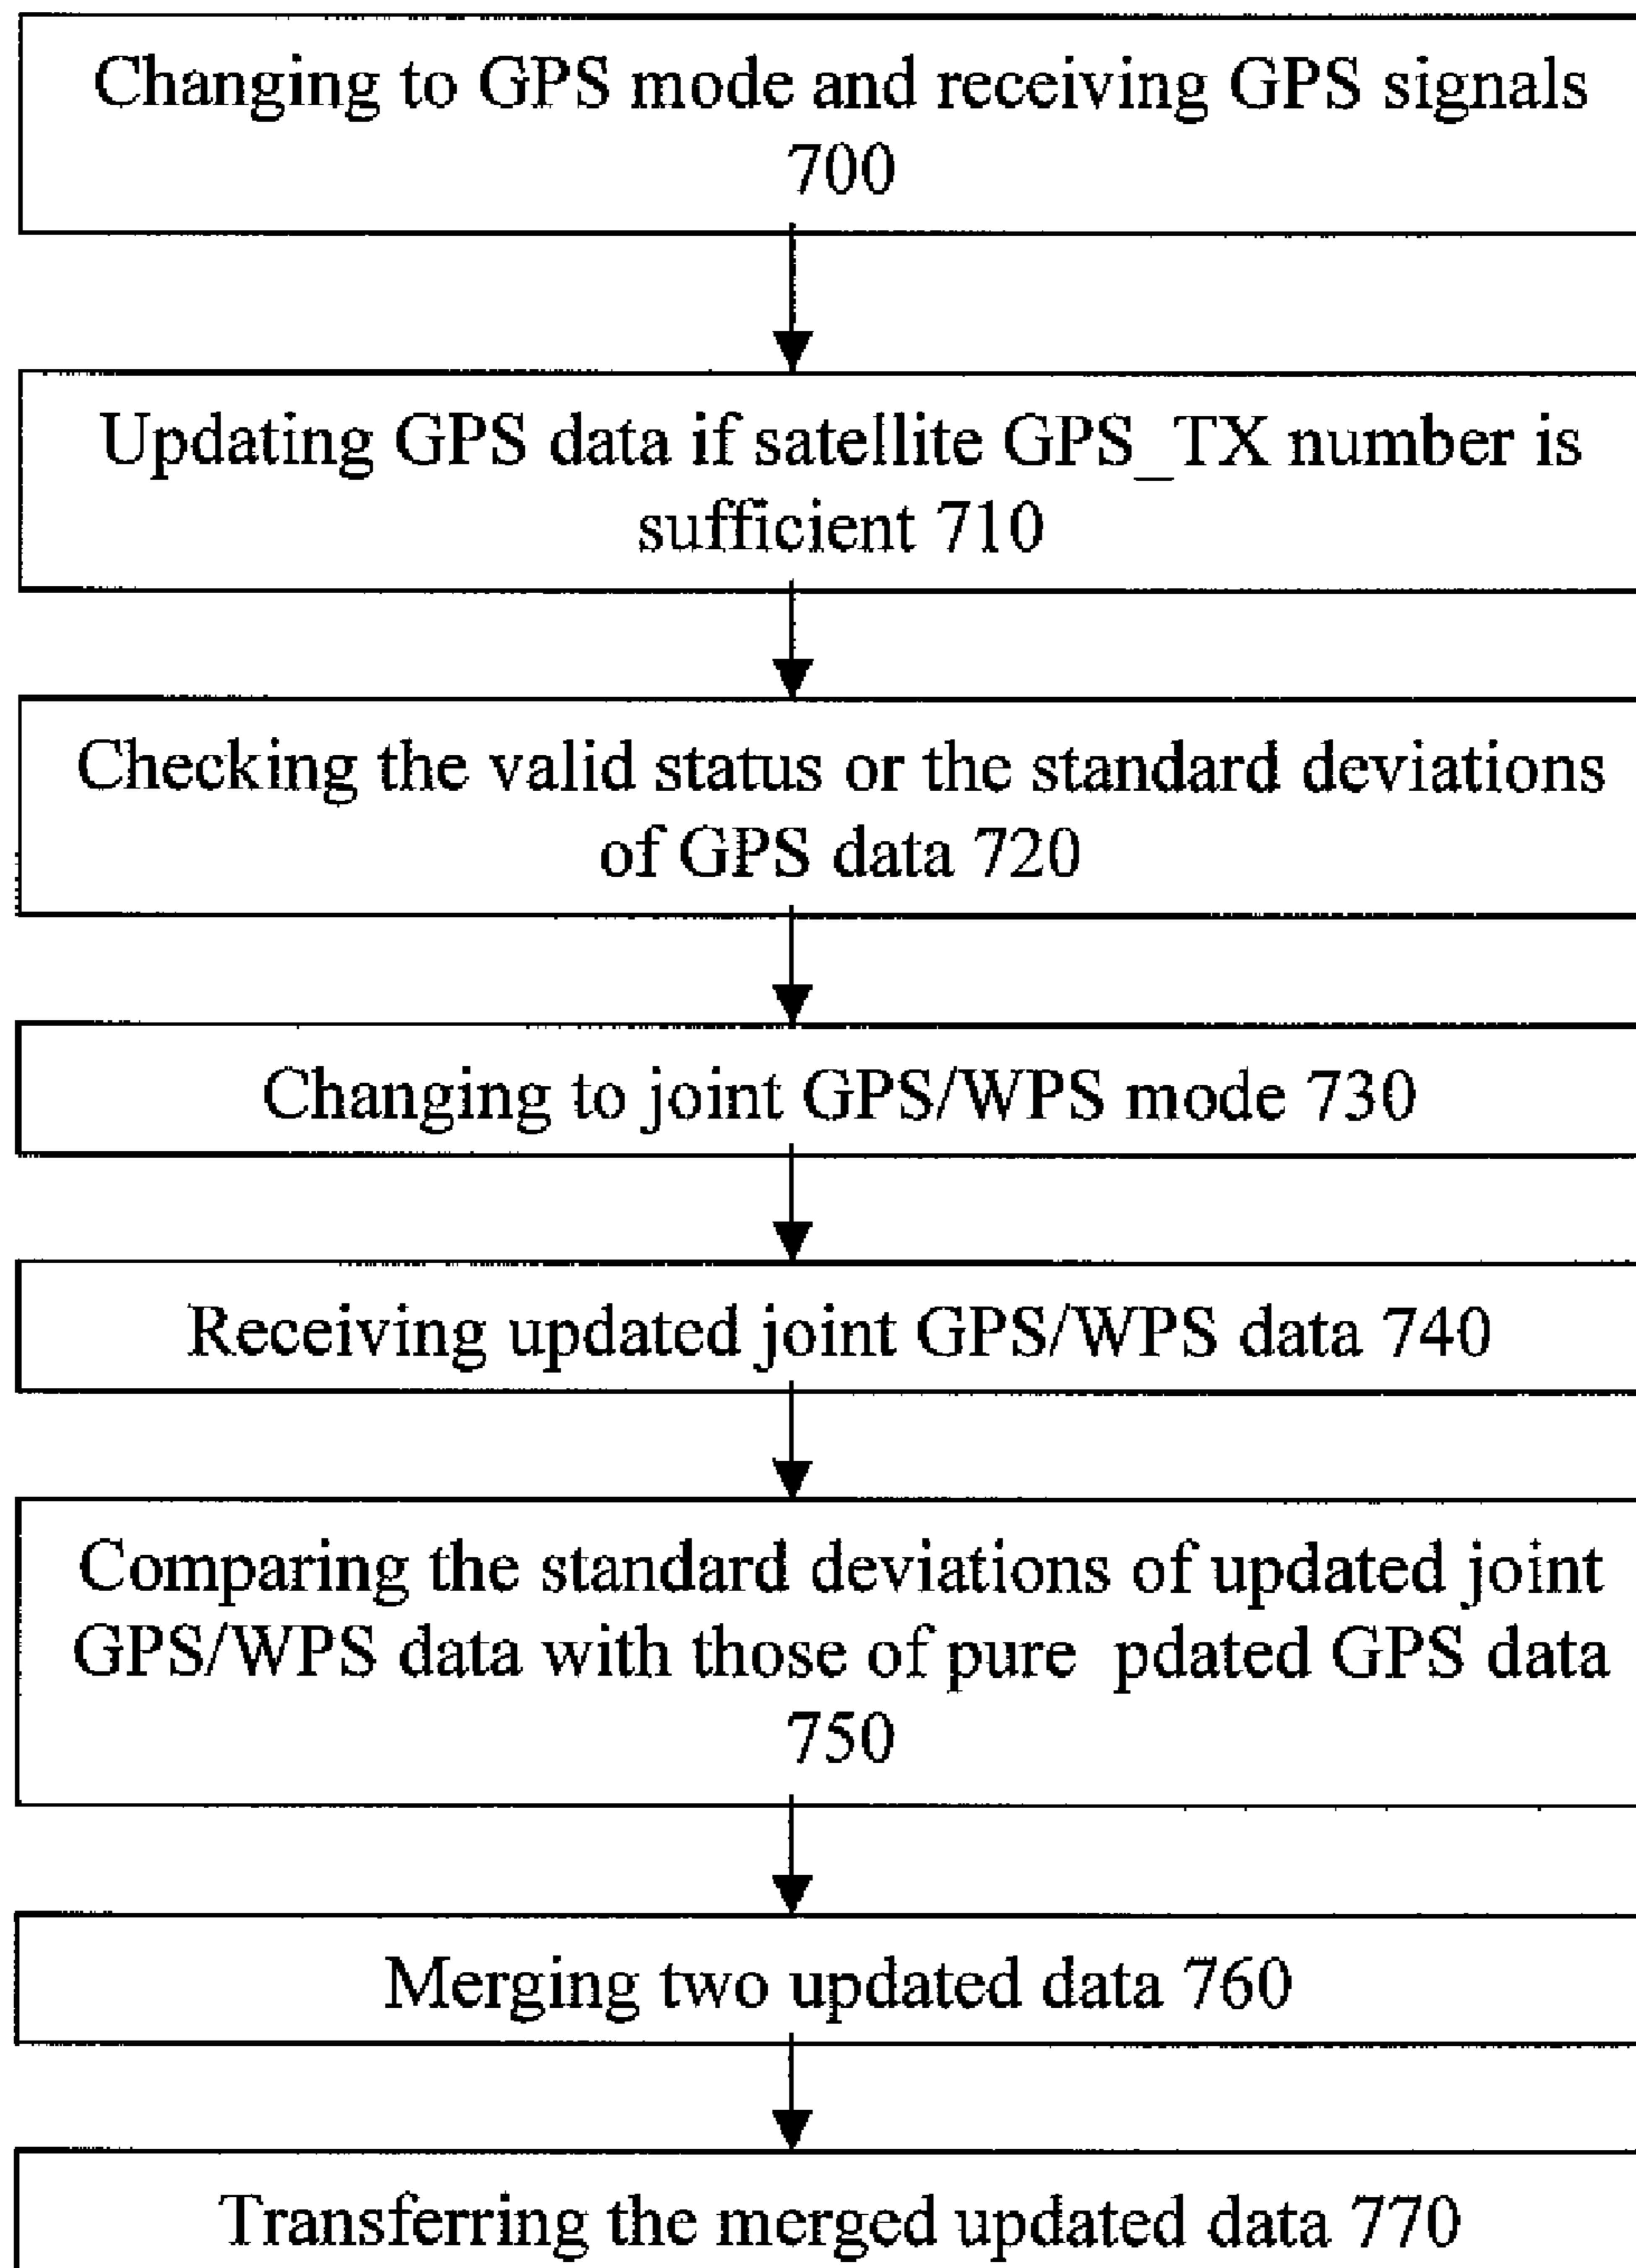 Changing to GPS mode and receiving GPS signals
700
Updating GPS data if satellite GPS_TX number is
sufficient 710
Checking the valid status or the standard deviations
of GPS data 720
Changing to joint GPS/WPS mode 730
Receiving updated joint GPS/WPS data 740
Comparing the standard deviations of updated joint
GPS/WPS data with those of pure pdated GPS data
750
Merging two updated data 760
Transferring the merged updated data 770